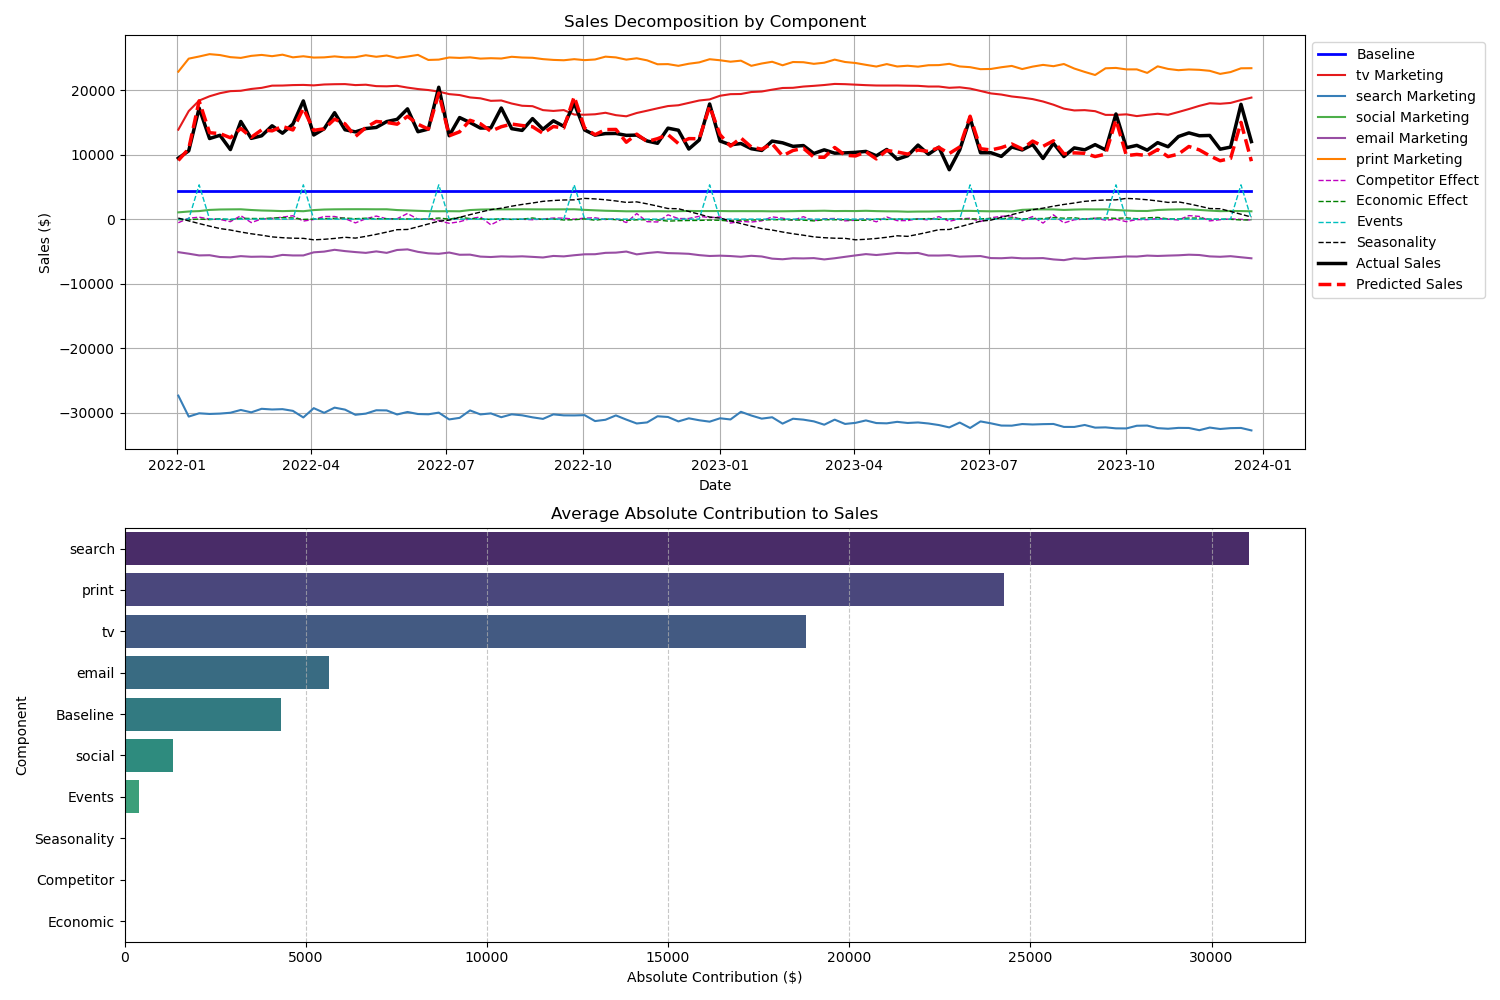 Sales Decomposition by Component
Sales ($)
20000
10000
0
−10000
−20000
−30000
2022-01 2022-04 2022-07 2022-10 2023-01 2023-04 2023-07 2023-10 2024-01
Date
Baseline
tv Marketing
search Marketing
social Marketing
email Marketing
print Marketing
Competitor Effect
Economic Effect
Events
Seasonality
Actual Sales
Predicted Sales
Average Absolute Contribution to Sales
Component
search
print
tv
email
Baseline
social
Events
Seasonality
Competitor
Economic
0 5000 10000 15000 20000 25000 30000
Absolute Contribution ($)